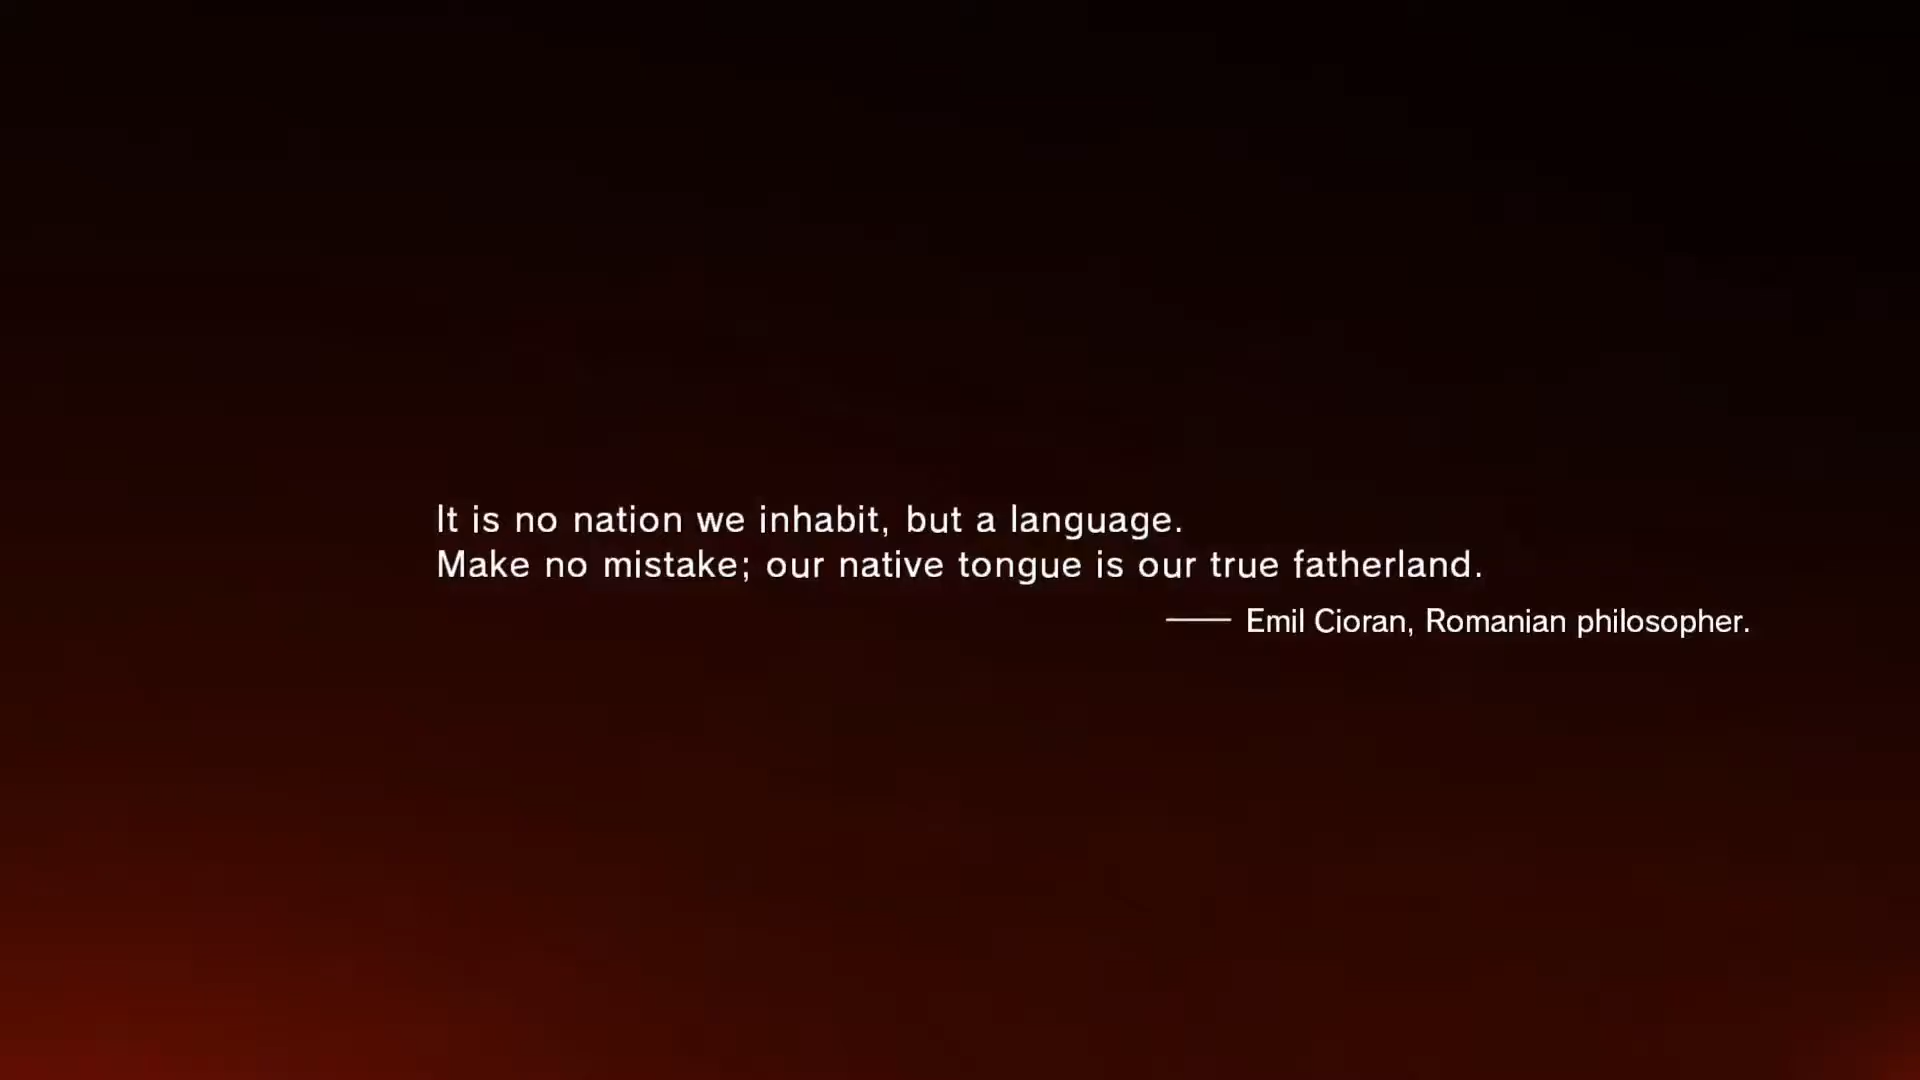 It is no nation we inhabit, but a language.
Make no mistake; our native tongue is our true fatherland.
—— Emil Cioran, Romanian philosopher.